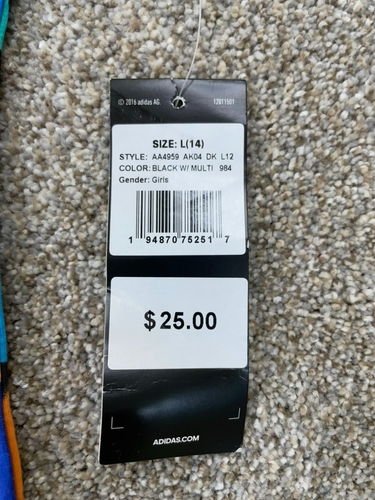 © 2016 adidas AG. 12011501
SIZE: L(14)
STYLE: AA4959 AK04 DK L12
COLOR: BLACK W/ MULTI 984
Gender: Girls
1 94870 75251 7
$25.00
ADIDAS.COM